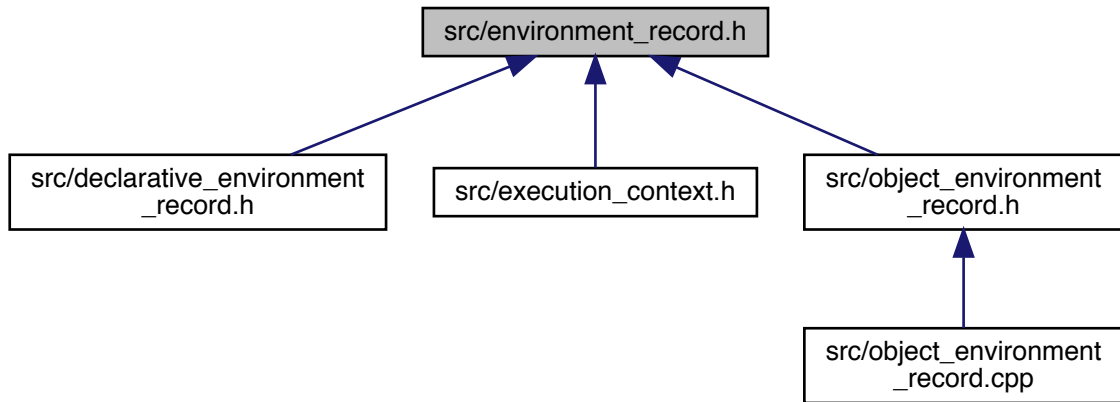 src/environment_record.h
src/declarative_environment
_record.h
src/execution_context.h
src/object_environment
_record.h
src/object_environment
_record.cpp